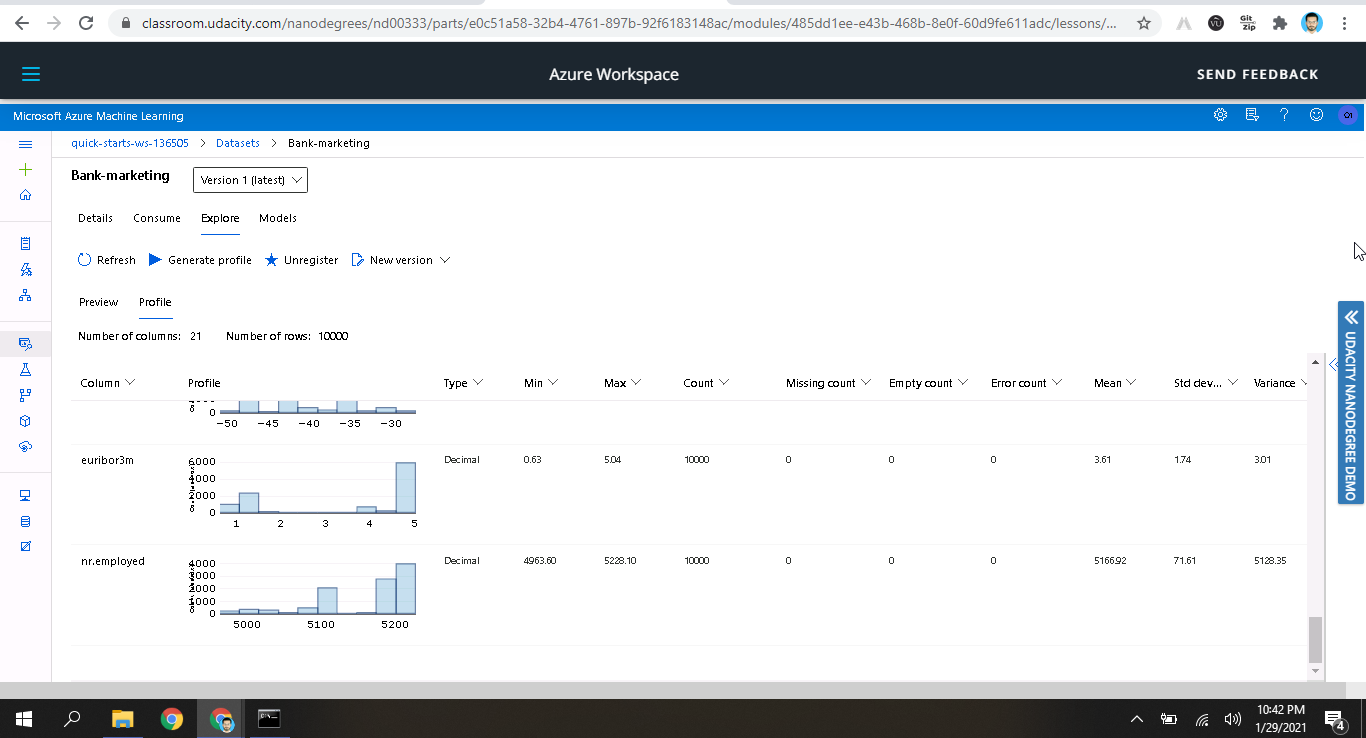 classroom.udacity.com/nanodegrees/nd00333/parts/e0c51a58-32b4-4761-897b-92f6183148ac/modules/485dd1ee-e43b-468b-8e0f-60d9fe611adc/lessons/...
Git Zip
Azure Workspace
SEND FEEDBACK
Microsoft Azure Machine Learning
quick-starts-ws-136505 > Datasets > Bank-marketing
Bank-marketing
Version 1 (latest)
Details Consume Explore Models
Refresh Generate profile Unregister New version
Preview Profile
Number of columns: 21 Number of rows: 10000
Column Profile Type Min Max Count Missing count Empty count Error count Mean Std dev... Variance
0
−50 −45 −40 −35 −30
euribor3m Decimal 0.63 5.04 10000 0 0 0 3.61 1.74 3.01
6000
4000
2000
0
1 2 3 4 5
nr.employed Decimal 4963.60 5228.10 10000 0 0 0 5166.92 71.61 5128.35
4000
3000
2000
1000
0
5000 5100 5200
UDACITY NANODEGREE DEMO
10:42 PM
1/29/2021
4